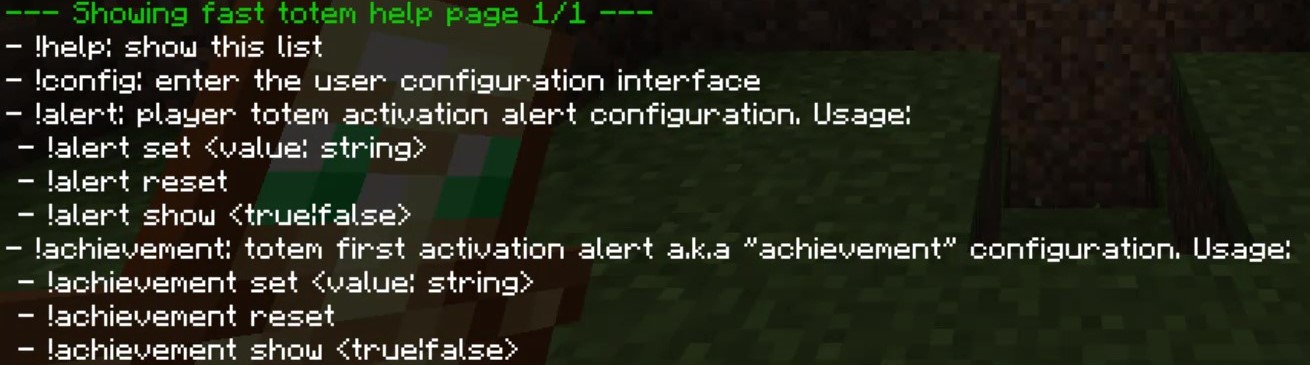 --- Showing fast totem help page 1/1 ---
- !help: show this list
- !config: enter the user configuration interface
- !alert: player totem activation alert configuration. Usage:
- !alert set <value: string>
- !alert reset
- !alert show <true|false>
- !achievement: totem first activation alert a.k.a "achievement" configuration. Usage:
- !achievement set <value: string>
- !achievement reset
- !achievement show <true|false>